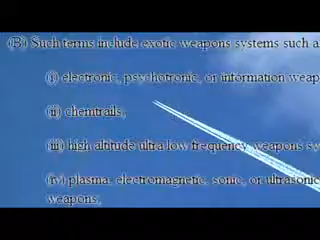 (B) Such terms include exotic weapons systems such a
(i) electronic, psychotronic, or information weap
(ii) chemtrails;
(iii) high altitude ultra low frequency weapons sy
(iv) plasma, electromagnetic, sonic, or ultrasonic
weapons;